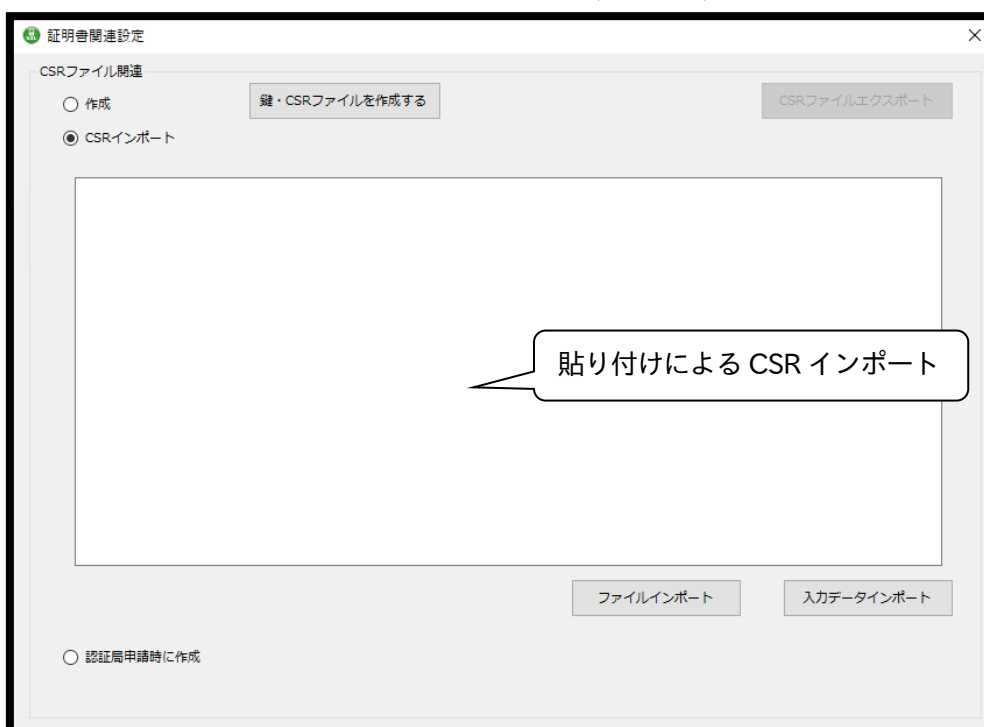 証明書関連設定
CSRファイル関連
作成
鍵・CSRファイルを作成する
CSRファイルエクスポート
CSRインポート
貼り付けによる CSR インポート
ファイルインポート
入力データインポート
認証局申請時に作成